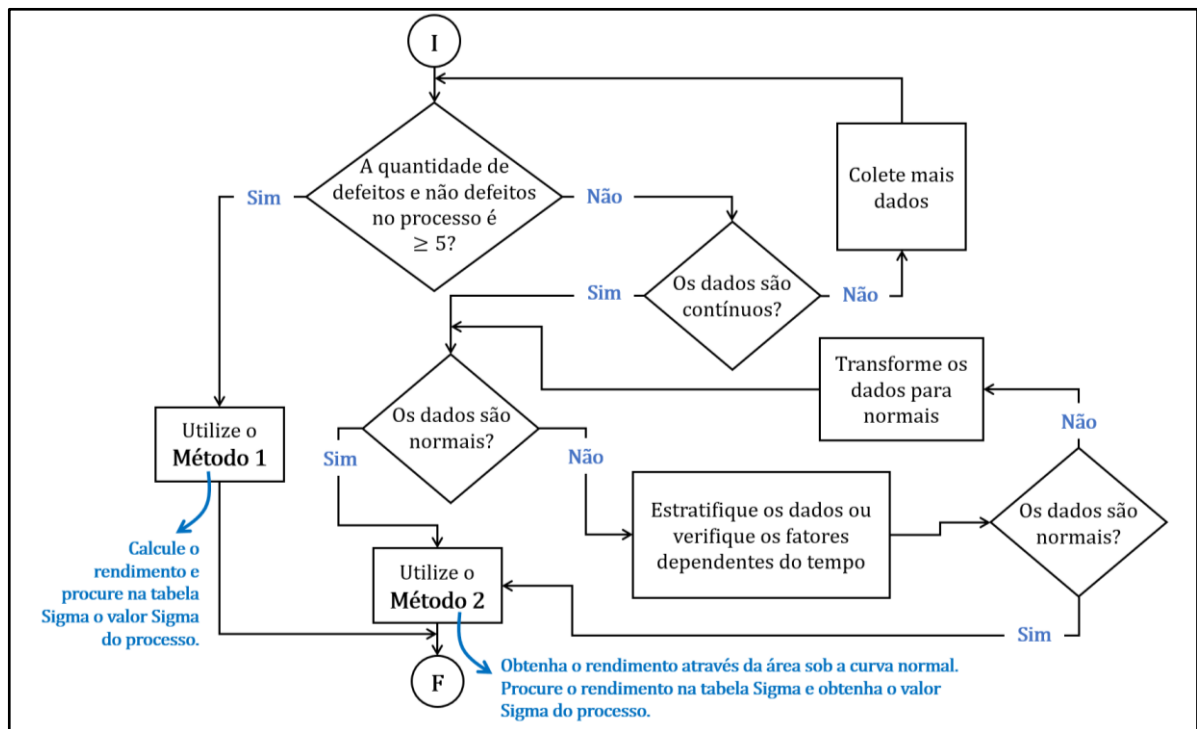 I
A quantidade de
defeitos e não defeitos
no processo é
≥ 5?
Sim
Não
Colete mais
dados
Os dados são
contínuos?
Sim
Não
Transforme os
dados para
normais
Os dados são
normais?
Sim
Não
Não
Utilize o
Método 1
Estratifique os dados ou
verifique os fatores
dependentes do tempo
Os dados são
normais?
Calcule o
rendimento e
procure na tabela
Sigma o valor Sigma
do processo.
Utilize o
Método 2
Sim
F
Obtenha o rendimento através da área sob a curva normal.
Procure o rendimento na tabela Sigma e obtenha o valor
Sigma do processo.